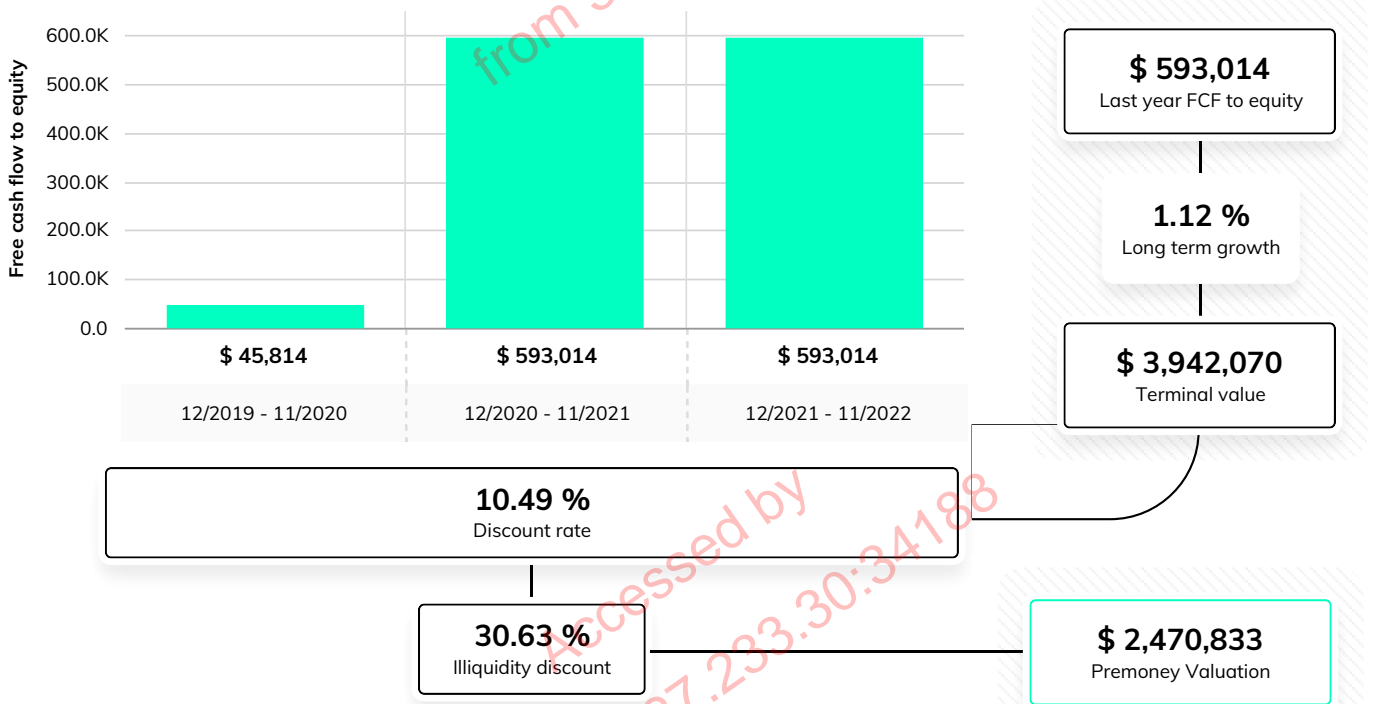 Free cash flow to equity
600.0K
500.0K
400.0K
300.0K
200.0K
100.0K
0.0
$ 45,814
$ 593,014
$ 593,014
12/2019 - 11/2020
12/2020 - 11/2021
12/2021 - 11/2022
$ 593,014
Last year FCF to equity
1.12 %
Long term growth
$ 3,942,070
Terminal value
10.49 %
Discount rate
30.63 %
Illiquidity discount
$ 2,470,833
Premoney Valuation
from
Accessed by
.233.30:34188